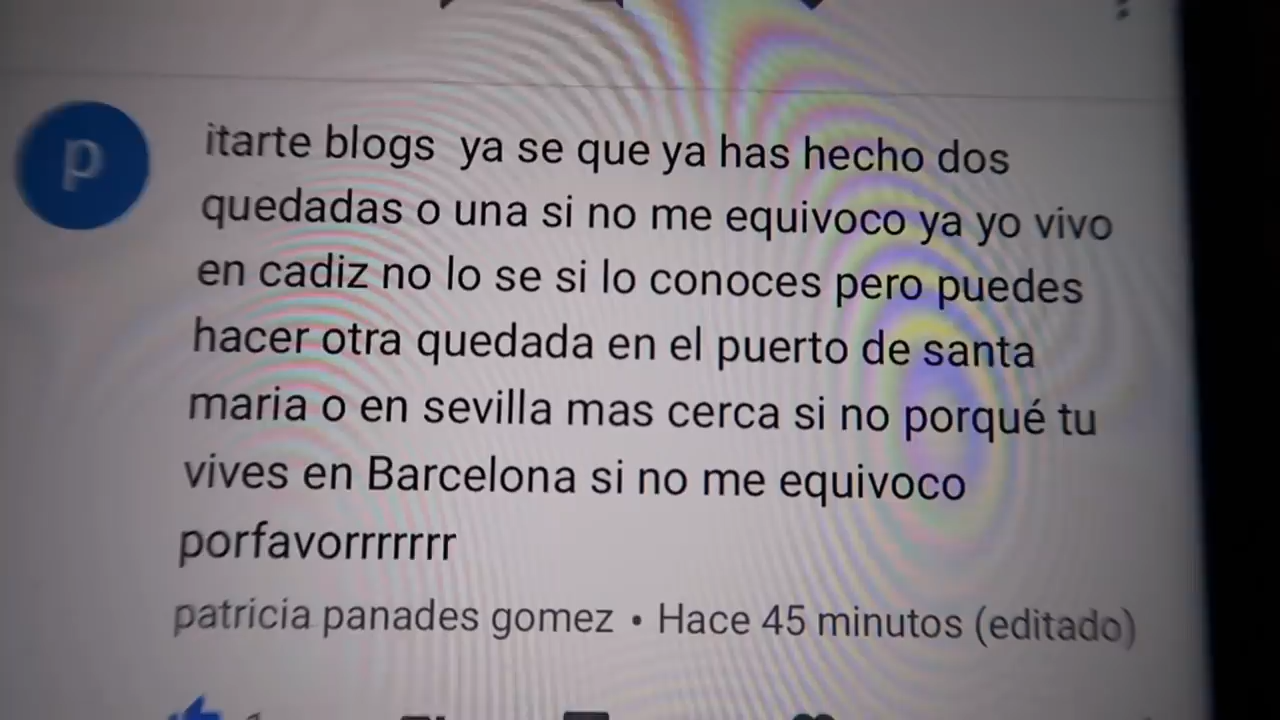 p
itarte blogs ya se que ya has hecho dos
quedadas o una si no me equivoco ya yo vivo
en cadiz no lo se si lo conoces pero puedes
hacer otra quedada en el puerto de santa
maria o en sevilla mas cerca si no porqué tu
vives en Barcelona si no me equivoco
porfavorrrrrrr
patricia panades gomez • Hace 45 minutos (editado)